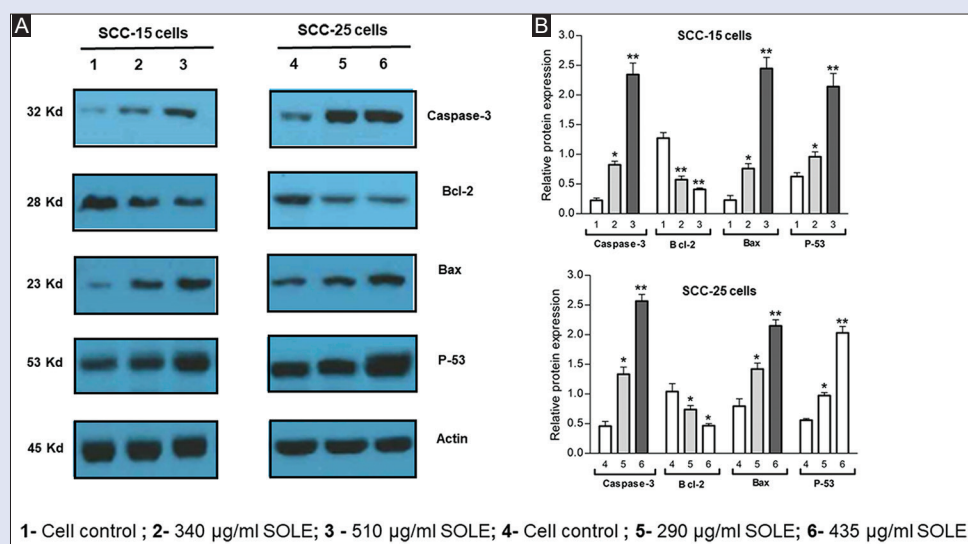 A
SCC-15 cells
SCC-25 cells
1 2 3
4 5 6
32 Kd
Caspase-3
28 Kd
Bcl-2
23 Kd
Bax
53 Kd
P-53
45 Kd
Actin
B
SCC-15 cells
Relative protein expression
3.0
2.5
2.0
1.5
1.0
0.5
0.0
* ** ** ** * ** * **
1 2 3 1 2 3 1 2 3 1 2 3
Caspase-3 Bcl-2 Bax P-53
SCC-25 cells
Relative protein expression
3.0
2.5
2.0
1.5
1.0
0.5
0.0
* ** * * * ** * **
4 5 6 4 5 6 4 5 6 4 5 6
Caspase-3 Bcl-2 Bax P-53
1- Cell control ; 2- 340 µg/ml SOLE; 3 - 510 µg/ml SOLE; 4- Cell control ; 5- 290 µg/ml SOLE; 6- 435 µg/ml SOLE